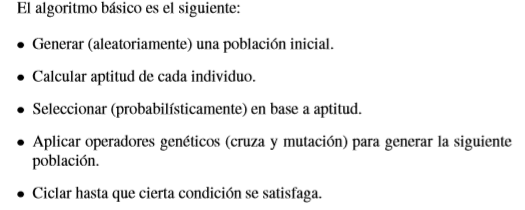 El algoritmo básico es el siguiente:
• Generar (aleatoriamente) una población inicial.
• Calcular aptitud de cada individuo.
• Seleccionar (probabilísticamente) en base a aptitud.
• Aplicar operadores genéticos (cruza y mutación) para generar la siguiente
población.
• Ciclar hasta que cierta condición se satisfaga.